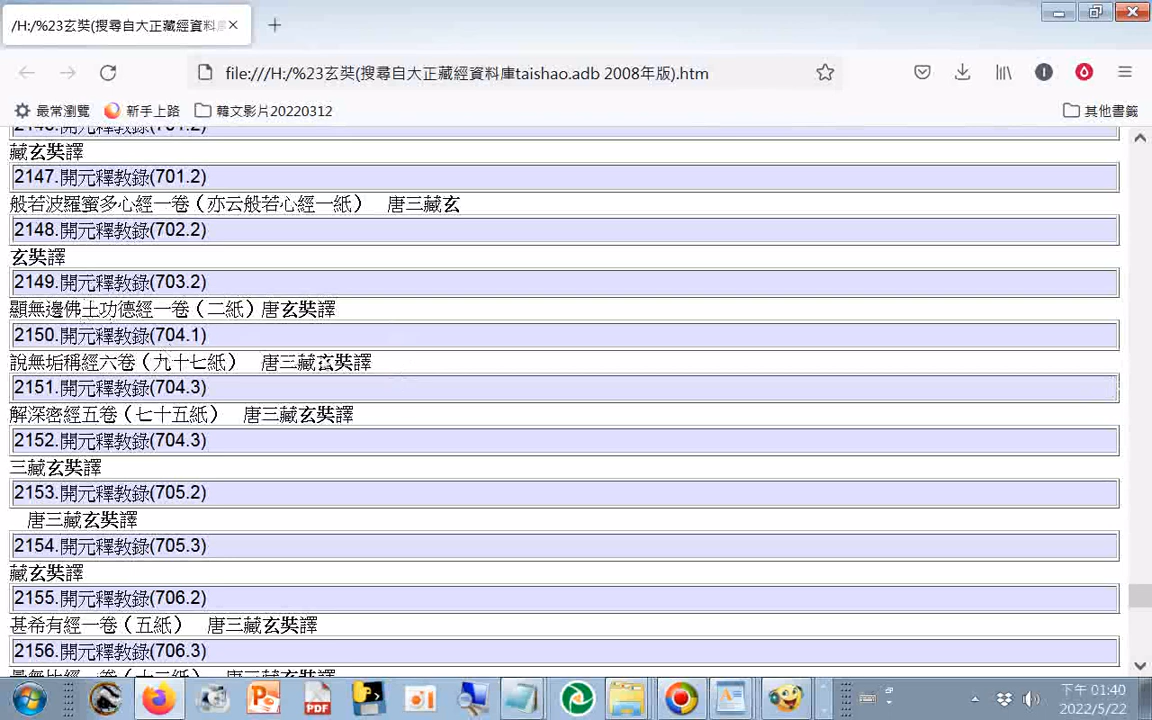 /H:/%23玄奘(搜尋自大正藏經資料庫
file:///H:/%23玄奘(搜尋自大正藏經資料庫taishao.adb 2008年版).htm
最常瀏覽 新手上路 韓文影片20220312 其他書籤
藏玄奘譯
2147.開元釋教錄(701.2)
般若波羅蜜多心經一卷（亦云般若心經一紙） 唐三藏玄
2148.開元釋教錄(702.2)
玄奘譯
2149.開元釋教錄(703.2)
顯無邊佛土功德經一卷（二紙）唐玄奘譯
2150.開元釋教錄(704.1)
說無垢稱經六卷（九十七紙） 唐三藏玄奘譯
2151.開元釋教錄(704.3)
解深密經五卷（七十五紙） 唐三藏玄奘譯
2152.開元釋教錄(704.3)
三藏玄奘譯
2153.開元釋教錄(705.2)
唐三藏玄奘譯
2154.開元釋教錄(705.3)
藏玄奘譯
2155.開元釋教錄(706.2)
甚希有經一卷（五紙） 唐三藏玄奘譯
2156.開元釋教錄(706.3)
下午 01:40
2022/5/22